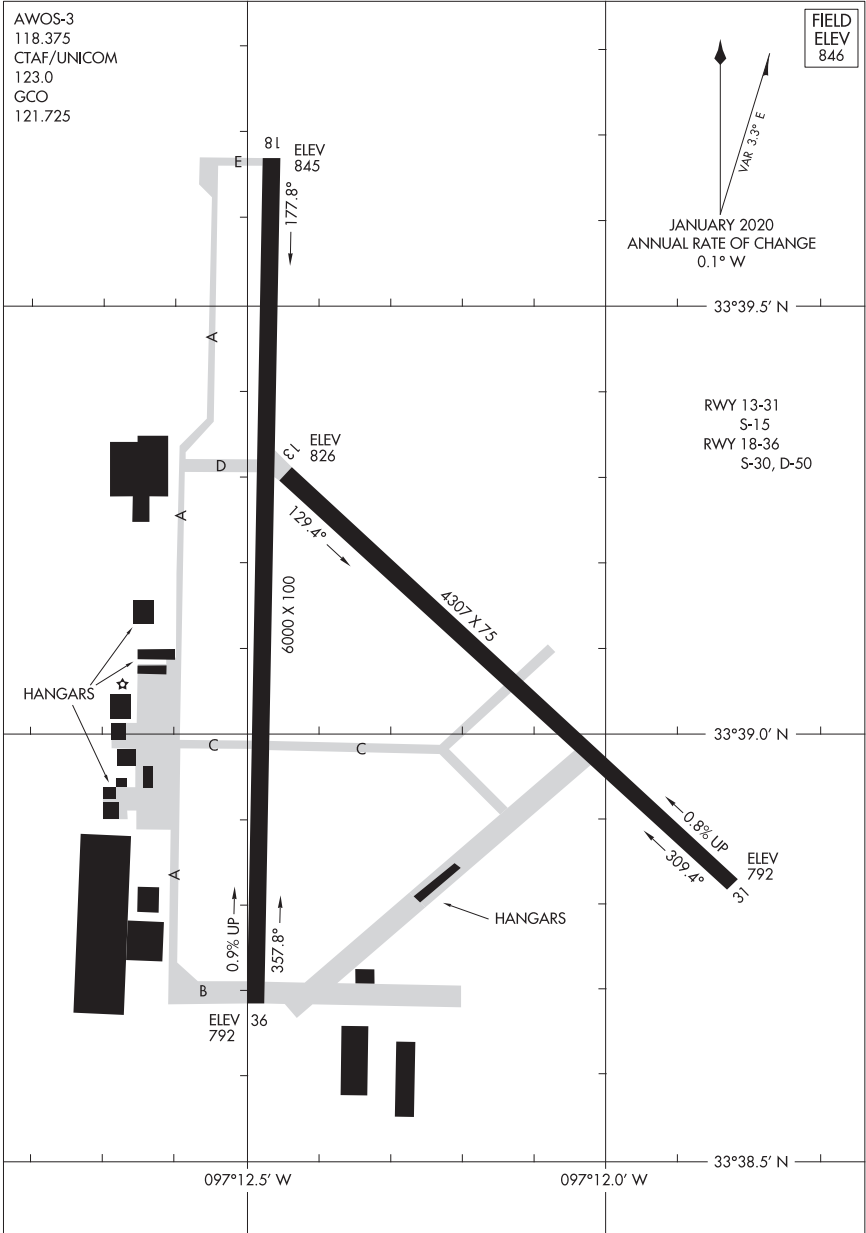 AWOS-3
118.375
CTAF/UNICOM
123.0
GCO
121.725
FIELD
ELEV
846
VAR 3.3° E
JANUARY 2020
ANNUAL RATE OF CHANGE
0.1° W
18
ELEV
845
E
177.8°
33°39.5' N
A
RWY 13-31
S-15
RWY 18-36
S-30, D-50
13
ELEV
826
D
A
129.4°
6000 X 100
4307 X 75
HANGARS
33°39.0' N
C
C
0.8% UP
309.4°
ELEV
792
31
A
HANGARS
0.9% UP
357.8°
B
ELEV
792
36
33°38.5' N
097°12.5' W
097°12.0' W